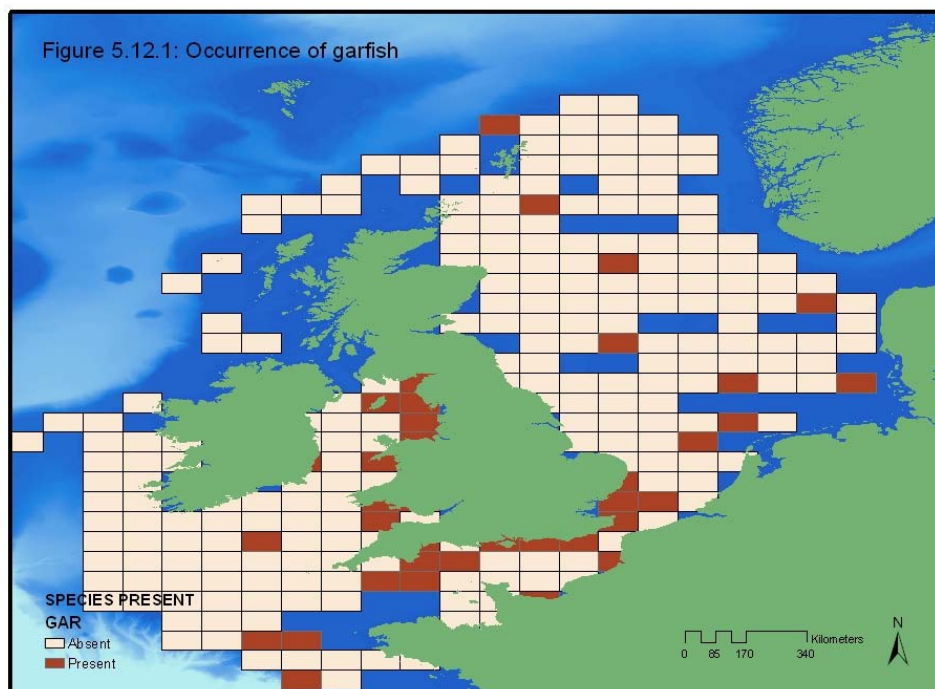 Figure 5.12.1: Occurrence of garfish
SPECIES PRESENT
GAR
Absent
Present
Kilometers
0 85 170 340
N